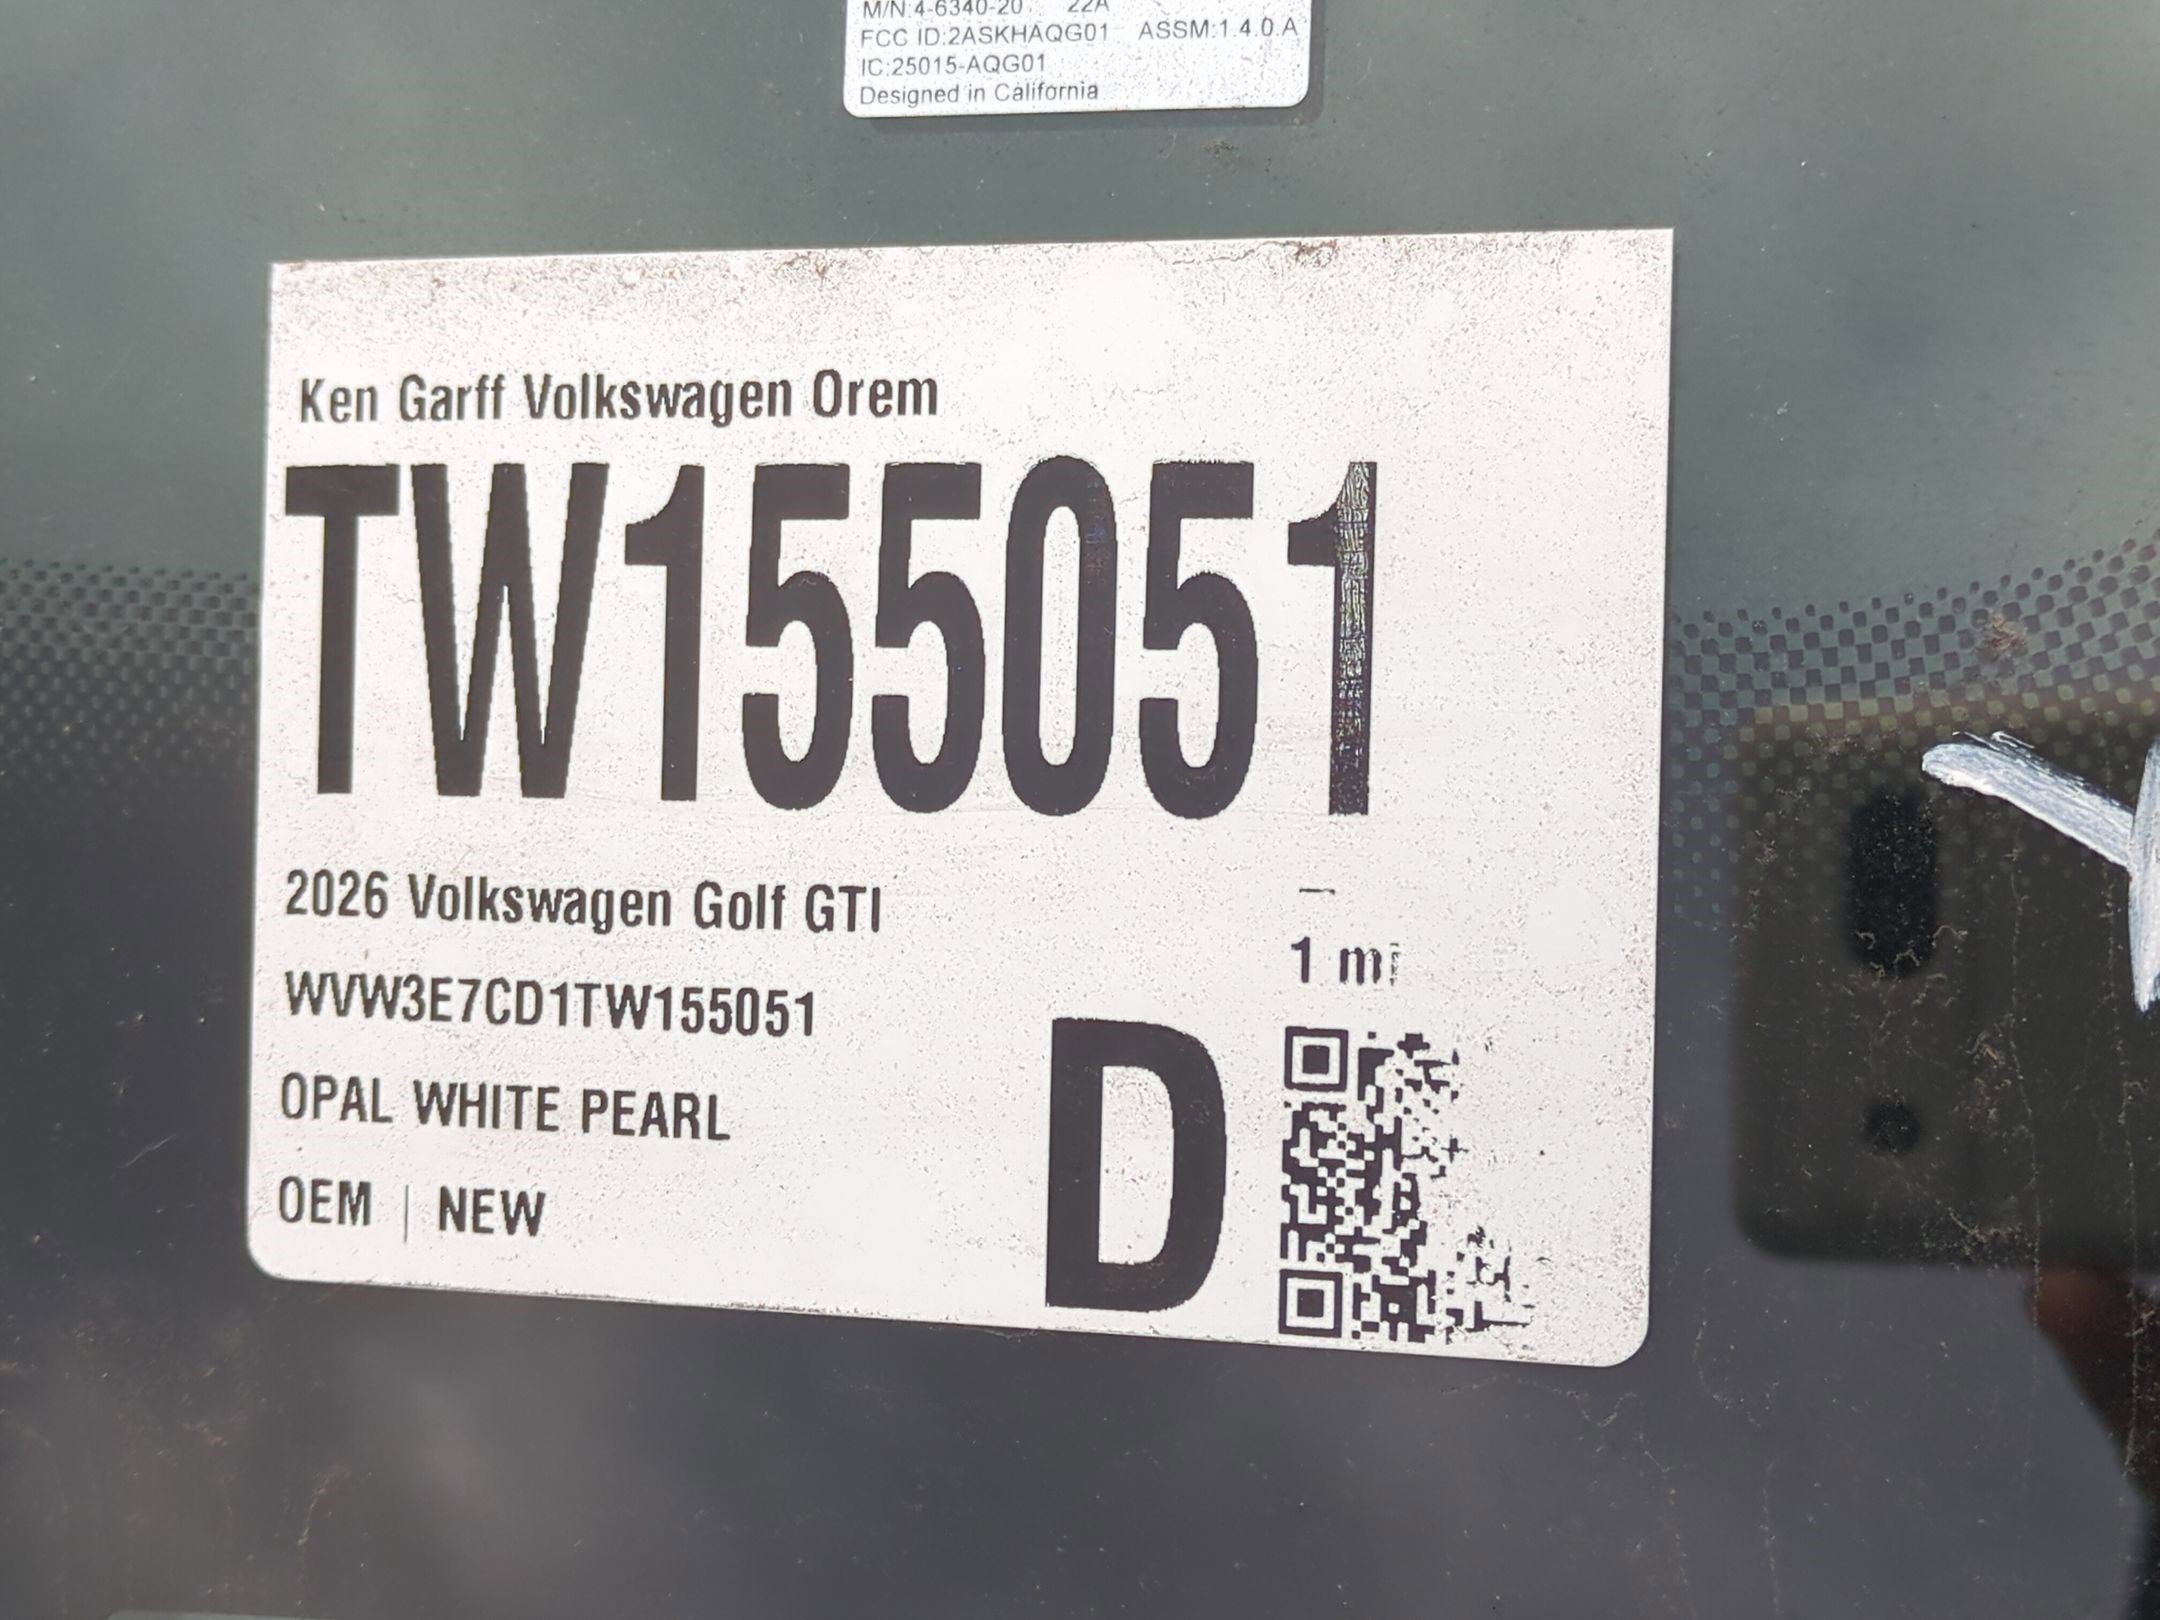 M/N:4-6340-20 22A
FCC ID:2ASKHAQG01 ASSM:1.4.0.A
IC:25015-AQG01
Designed in California
Ken Garff Volkswagen Orem
TW155051
2026 Volkswagen Golf GTI
1 mi
WVW3E7CD1TW155051
OPAL WHITE PEARL
OEM | NEW
D